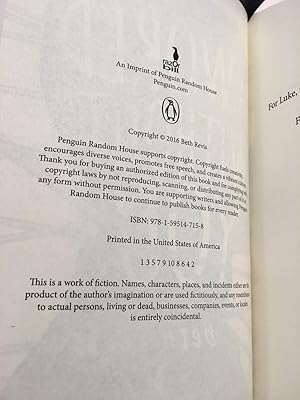 razOr
bill
An Imprint of Penguin Random House
Penguin.com
Copyright © 2016 Beth Revis
Penguin Random House supports copyright. Copyright fuels creativity,
encourages diverse voices, promotes free speech, and creates a vibrant culture.
Thank you for buying an authorized edition of this book and for complying with
copyright laws by not reproducing, scanning, or distributing any part of it in
any form without permission. You are supporting writers and allowing Penguin
Random House to continue to publish books for every reader.
ISBN: 978-1-59514-715-8
Printed in the United States of America
1 3 5 7 9 10 8 6 4 2
This is a work of fiction. Names, characters, places, and incidents either are the
product of the author's imagination or are used fictitiously, and any resemblance
to actual persons, living or dead, businesses, companies, events, or locales
is entirely coincidental.
For Luke,
F